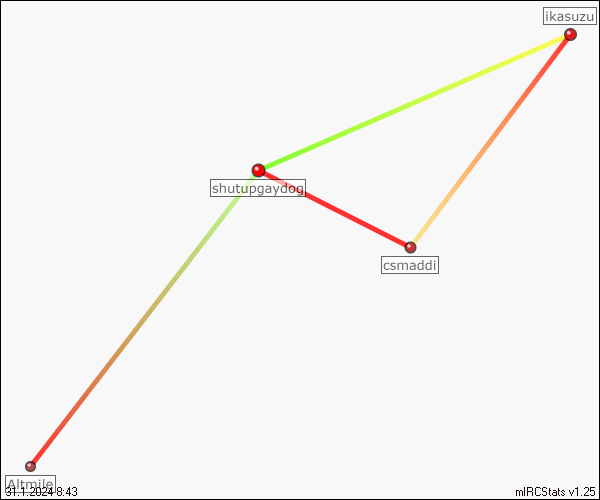 ikasuzu
shutupgaydog
csmaddi
Altmile
31.1.2024 8:43
mIRCStats v1.25